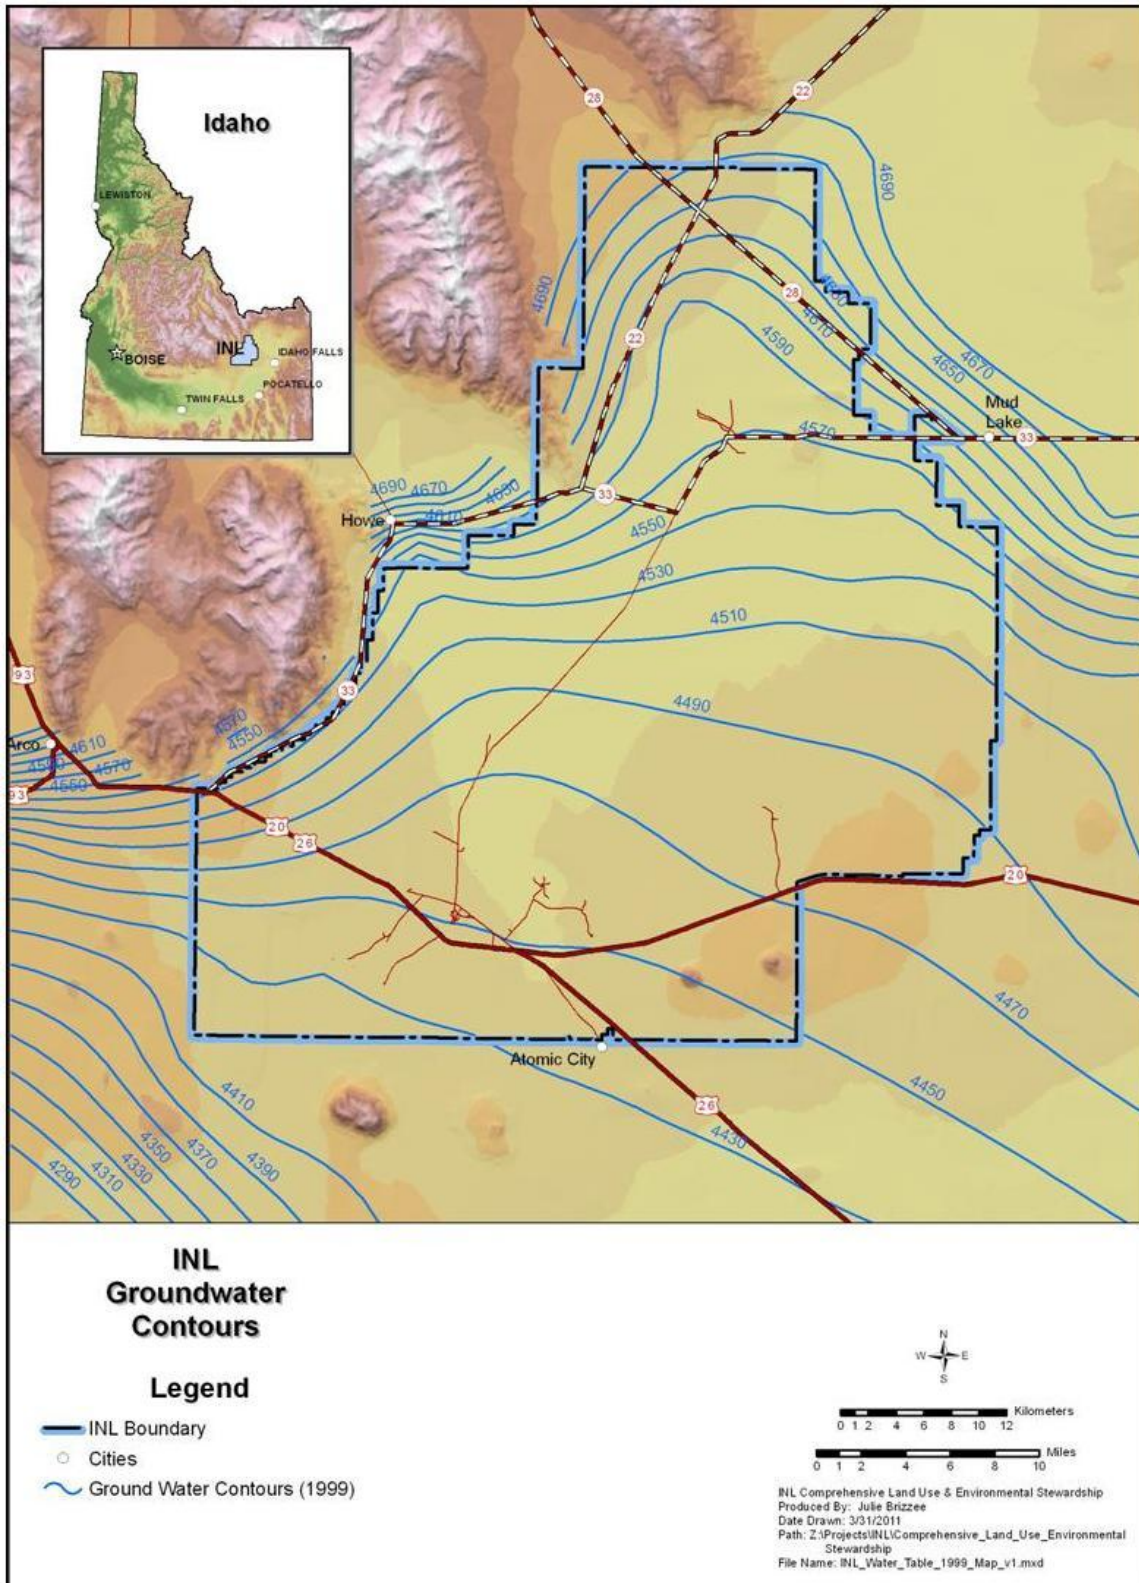 Idaho
LEWISTON
BOISE
INL
IDAHO FALLS
POCATELLO
TWIN FALLS
28
22
4690
4690
28
4660
4610
22
4590
4670
4650
Mud
Lake
4570
33
4690
4670
4630
33
Howe
4610
4550
4530
4510
33
4490
93
4570
4550
Arco
4610
4590
4570
4550
93
20
26
20
4470
Atomic City
4450
4410
26
4430
4390
4370
4350
4330
4310
4290
INL
Groundwater
Contours
Legend
INL Boundary
Cities
Ground Water Contours (1999)
N
W E
S
Kilometers
0 1 2 4 6 8 10 12
Miles
0 1 2 4 6 8 10
INL Comprehensive Land Use & Environmental Stewardship
Produced By: Julie Brizzee
Date Drawn: 3/31/2011
Path: Z:\Projects\INL\Comprehensive_Land_Use_Environmental
Stewardship
File Name: INL_Water_Table_1999_Map_v1.mxd